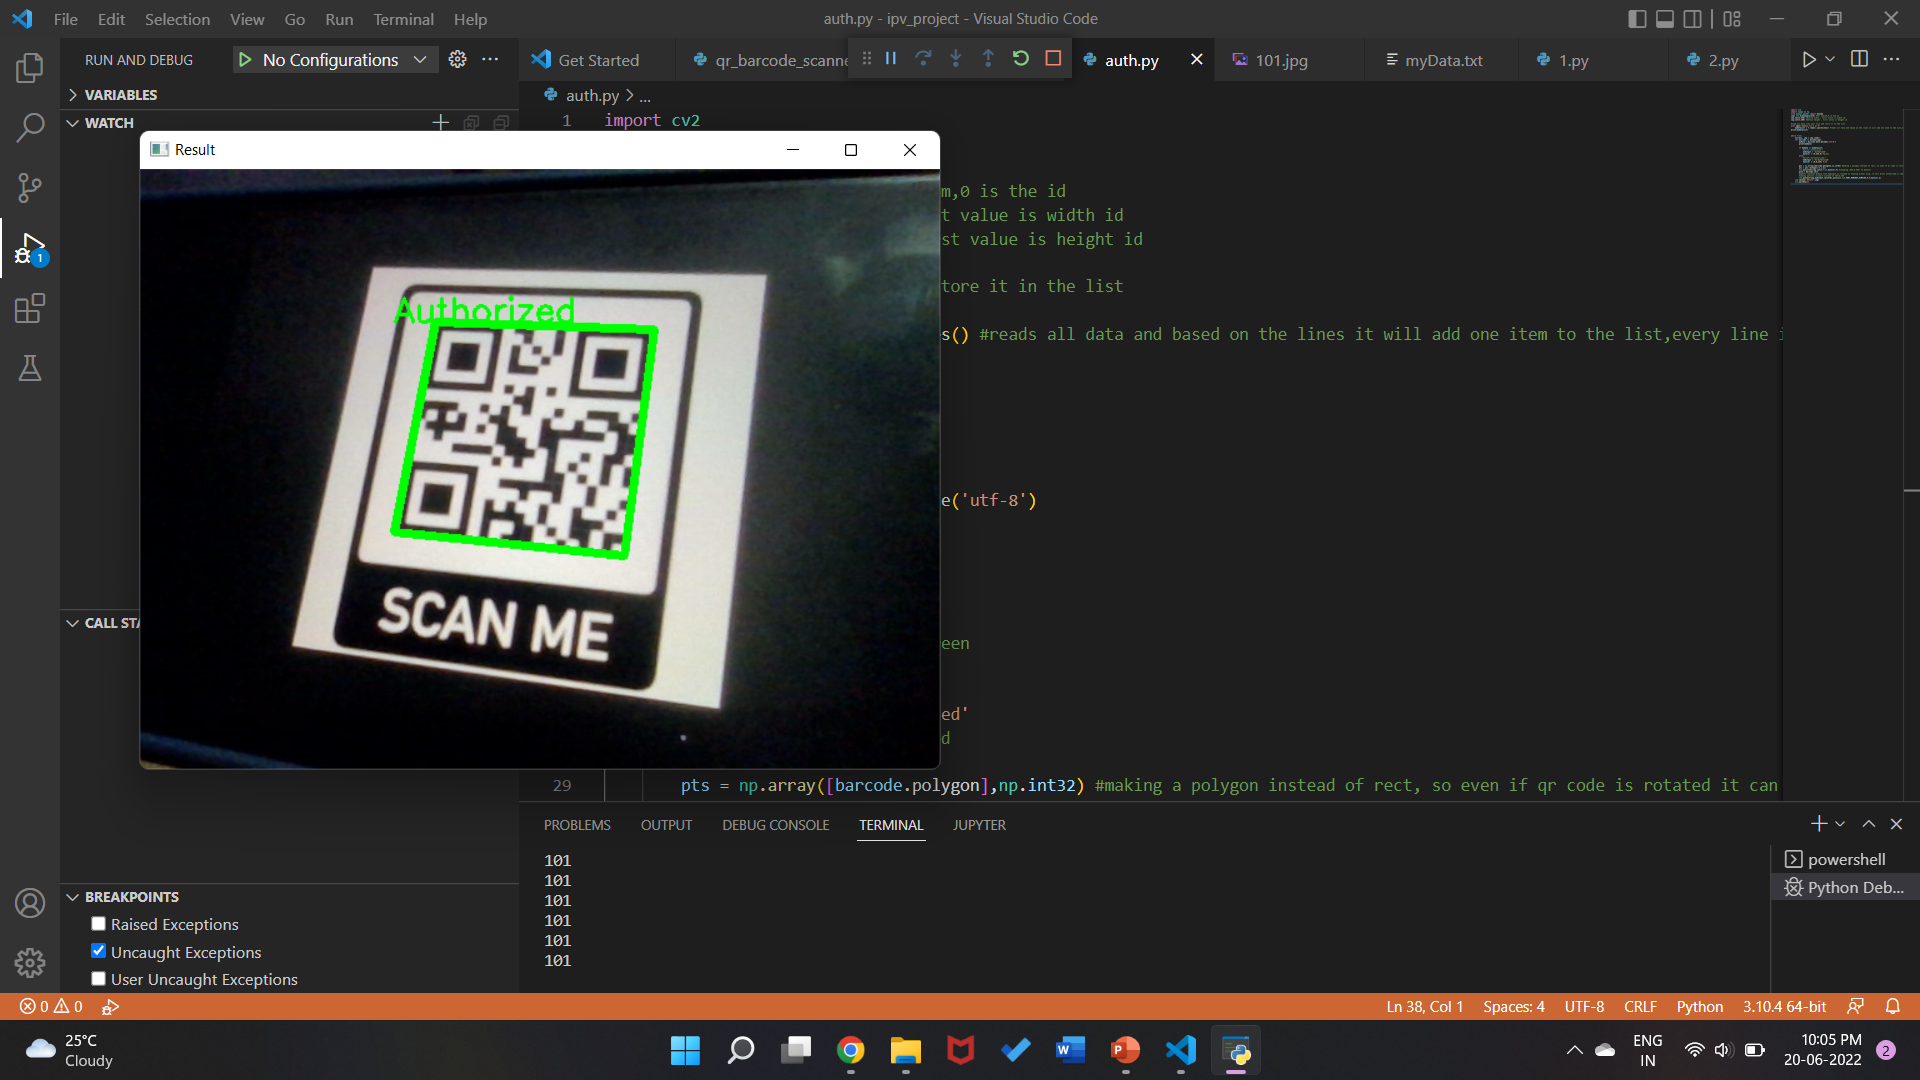 File Edit Selection View Go Run Terminal Help
auth.py - ipv_project - Visual Studio Code
RUN AND DEBUG
No Configurations
Get Started
qr_barcode_scanne
auth.py
101.jpg
myData.txt
1.py
2.py
VARIABLES
auth.py > ...
WATCH
1 import cv2
Result
m,0 is the id
t value is width id
st value is height id
tore it in the list
s() #reads all data and based on the lines it will add one item to the list,every line i
Authorized
e('utf-8')
SCAN ME
een
ed'
d
29 pts = np.array([barcode.polygon],np.int32) #making a polygon instead of rect, so even if qr code is rotated it can
CALL STA
PROBLEMS OUTPUT DEBUG CONSOLE TERMINAL JUPYTER
101
101
101
101
101
101
powershell
Python Deb...
BREAKPOINTS
Raised Exceptions
Uncaught Exceptions
User Uncaught Exceptions
1
0 0
Ln 38, Col 1 Spaces: 4 UTF-8 CRLF Python 3.10.4 64-bit
25°C
Cloudy
ENG
IN
10:05 PM
20-06-2022
2